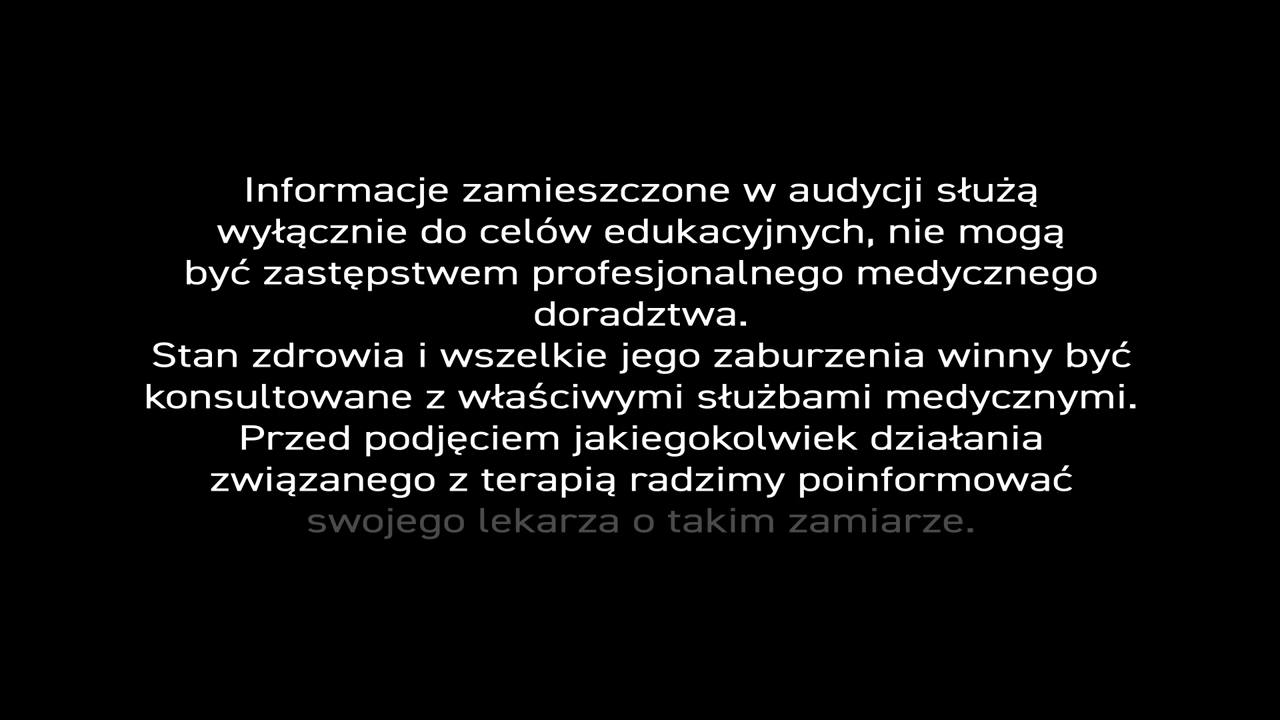 Informacje zamieszczone w audycji służą
wyłącznie do celów edukacyjnych, nie mogą
być zastępstwem profesjonalnego medycznego
doradztwa.
Stan zdrowia i wszelkie jego zaburzenia winny być
konsultowane z właściwymi służbami medycznymi.
Przed podjęciem jakiegokolwiek działania
związanego z terapią radzimy poinformować
swojego lekarza o takim zamiarze.